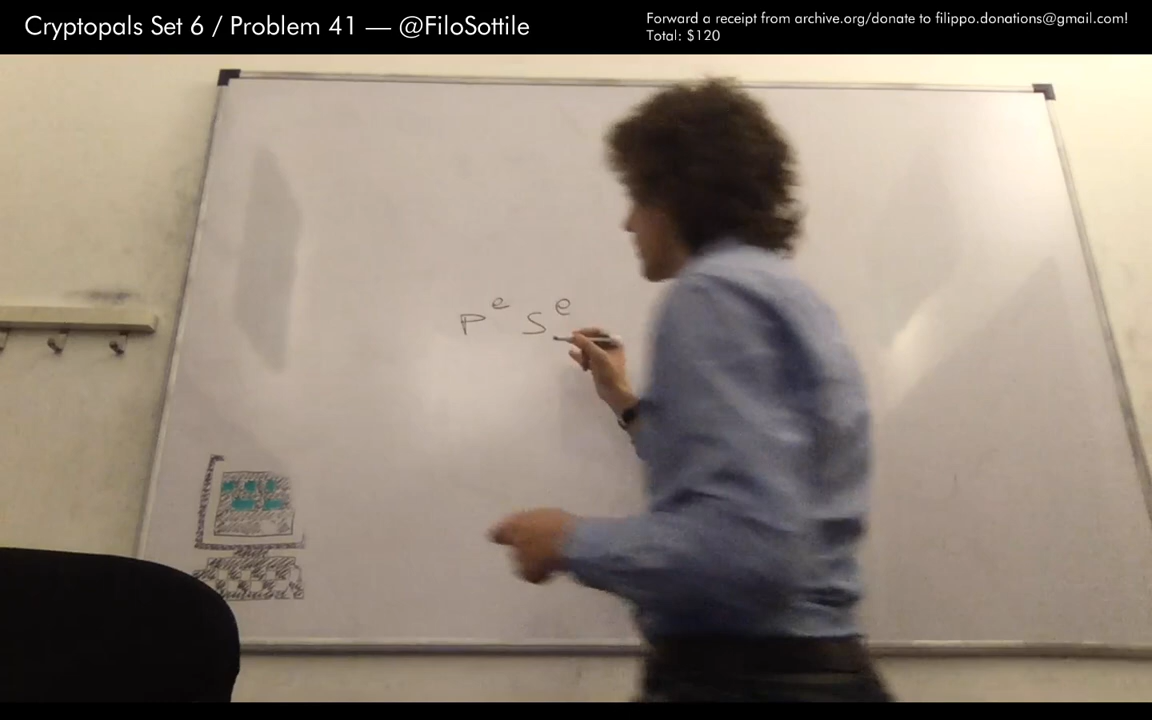 Cryptopals Set 6 / Problem 41 — @FiloSottile
Forward a receipt from archive.org/donate to filippo.donations@gmail.com!
Total: $120
P^e S^e